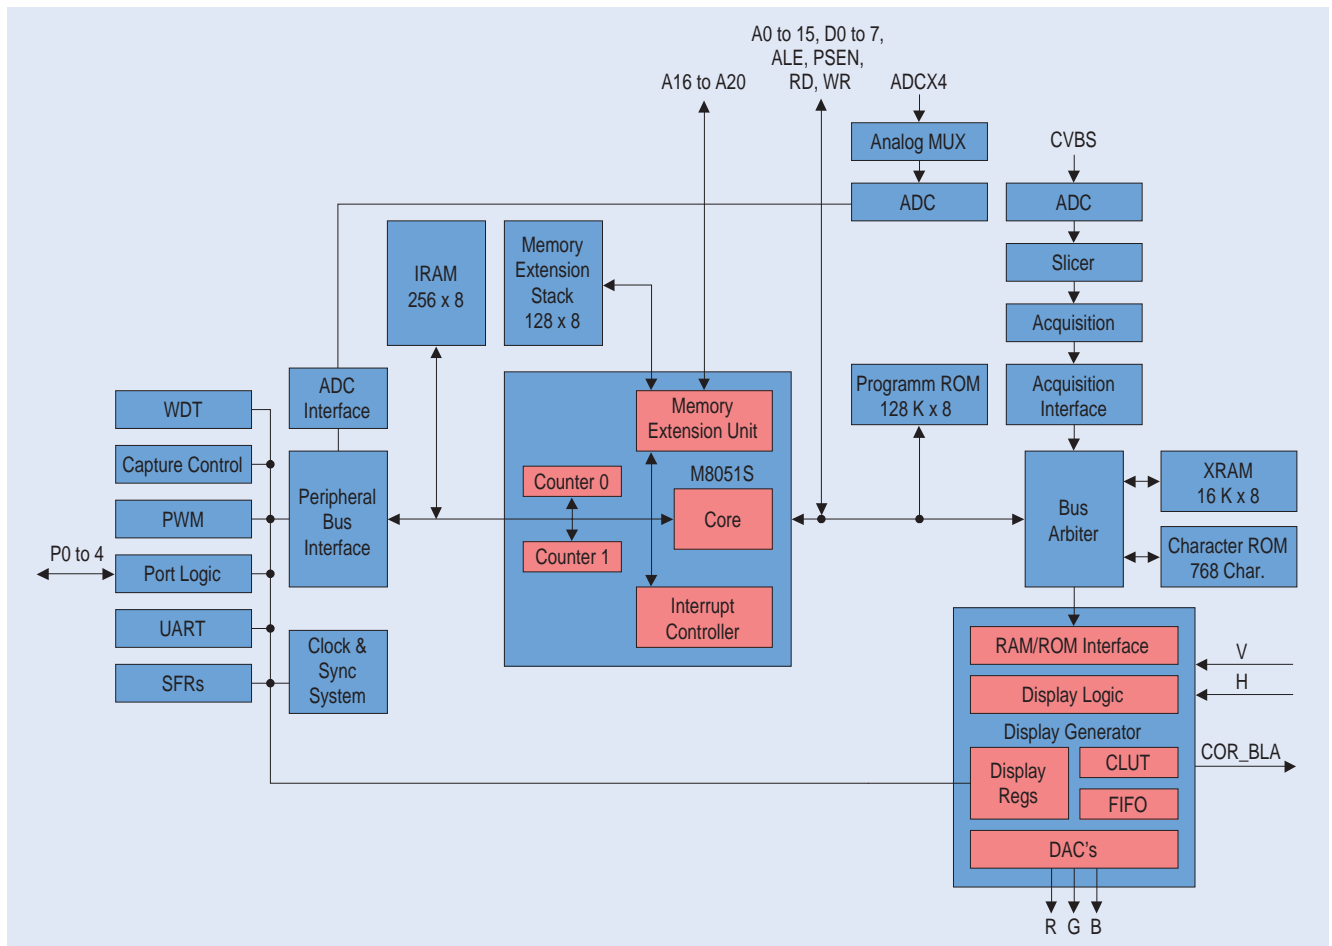 A0 to 15, D0 to 7,
ALE, PSEN,
RD, WR
A16 to A20
ADCX4
Analog MUX
CVBS
ADC
ADC
IRAM
256 x 8
Memory
Extension
Stack
128 x 8
Slicer
Acquisition
ADC
Interface
Programm ROM
128 K x 8
Acquisition
Interface
WDT
Memory
Extension Unit
Capture Control
Peripheral
Bus
Interface
Counter 0
M8051S
Core
Counter 1
Bus
Arbiter
XRAM
16 K x 8
PWM
P0 to 4
Port Logic
Character ROM
768 Char.
UART
Clock &
Sync
System
Interrupt
Controller
RAM/ROM Interface
V
SFRs
Display Logic
H
Display Generator
Display
Regs
CLUT
COR_BLA
FIFO
DAC's
R G B